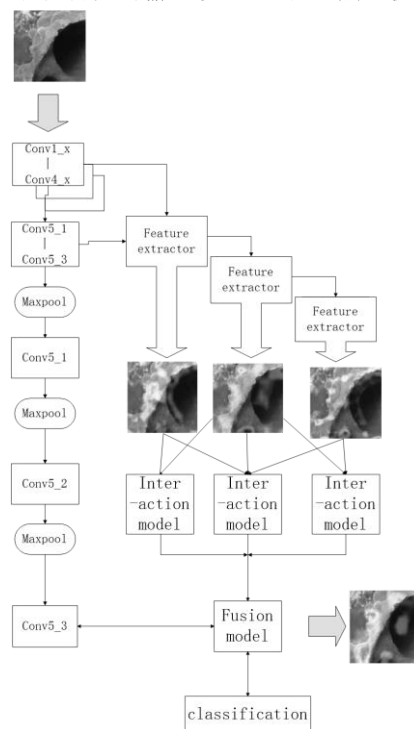 Conv1_x
Conv4_x
Conv5_1
Conv5_3
Feature
extractor
Feature
extractor
Feature
extractor
Maxpool
Conv5_1
Maxpool
Conv5_2
Maxpool
Conv5_3
Inter
-action
model
Inter
-action
model
Inter
-action
model
Fusion
model
classification